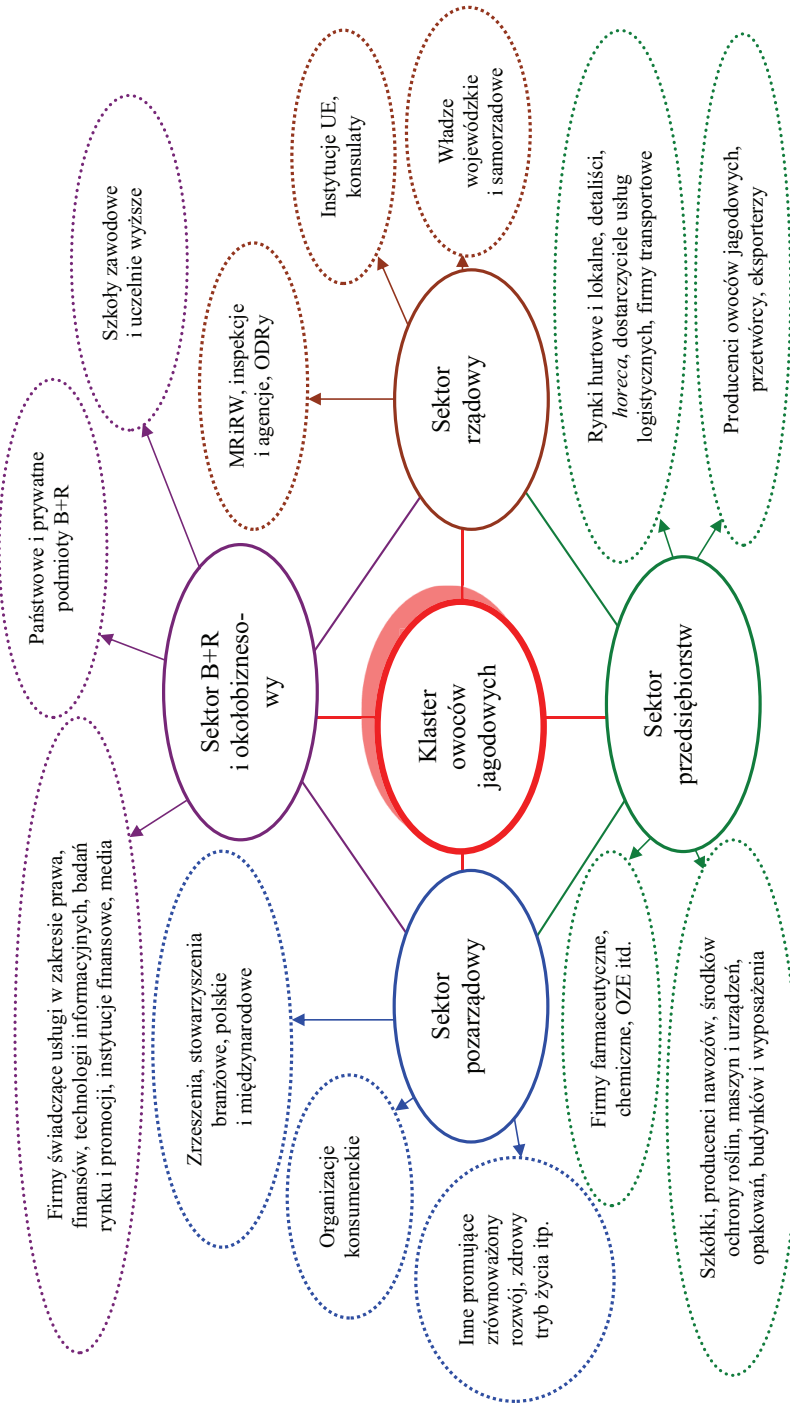 Firmy świadczące usługi w zakresie prawa,
finansów, technologii informacyjnych, badań
rynku i promocji, instytucje finansowe, media
Państwowe i prywatne
podmioty B+R
Szkoły zawodowe
i uczelnie wyższe
Sektor B+R
i okołobizneso-
wy
Zrzeszenia, stowarzyszenia
branżowe, polskie
i międzynarodowe
MRiRW, inspekcje
i agencje, ODRy
Organizacje
konsumenckie
Instytucje UE,
konsulaty
Sektor
pozarządowy
Klaster
owoców
jagodowych
Sektor
rządowy
Inne promujące
zrównoważony
rozwój, zdrowy
tryb życia itp.
Władze
wojewódzkie
i samorzadowe
Firmy farmaceutyczne,
chemiczne, OZE itd.
Sektor
przedsiębiorstw
Rynki hurtowe i lokalne, detaliści,
horeca, dostarczyciele usług
logistycznych, firmy transportowe
Szkółki, producenci nawozów, środków
ochrony roślin, maszyn i urządzeń,
opakowań, budynków i wyposażenia
Producenci owoców jagodowych,
przetwórcy, eksporterzy